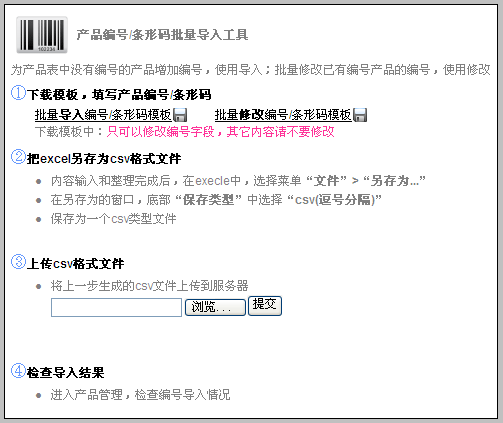 102234
产品编号/条形码批量导入工具
为产品表中没有编号的产品增加编号，使用导入；批量修改已有编号产品的编号，使用修改
①下载模板，填写产品编号/条形码
批量导入编号/条形码模板 批量修改编号/条形码模板
下载模板中：只可以修改编号字段，其它内容请不要修改
②把excel另存为csv格式文件
● 内容输入和整理完成后，在execle中，选择菜单“文件” > “另存为...”
● 在另存为的窗口，底部“保存类型”中选择“csv(逗号分隔)”
● 保存为一个csv类型文件
③上传csv格式文件
● 将上一步生成的csv文件上传到服务器
浏览... 提交
④检查导入结果
● 进入产品管理，检查编号导入情况